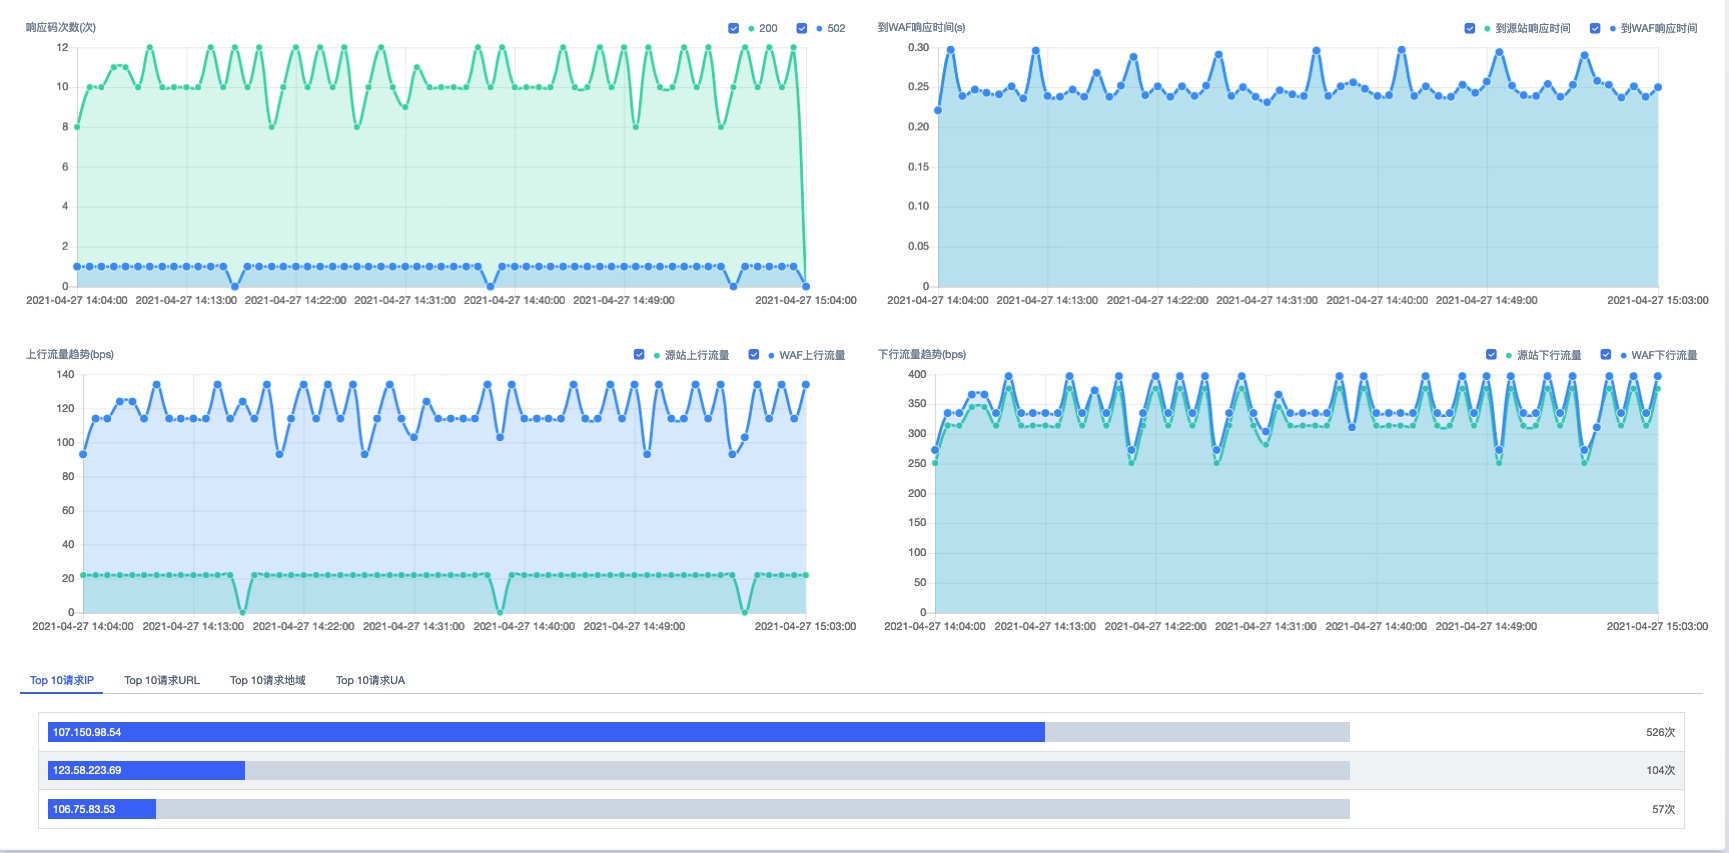 响应码次数(次)
200 502
12
10
8
6
4
2
0
2021-04-27 14:04:00 2021-04-27 14:13:00 2021-04-27 14:22:00 2021-04-27 14:31:00 2021-04-27 14:40:00 2021-04-27 14:49:00 2021-04-27 15:04:00
到WAF响应时间(s)
到源站响应时间 到WAF响应时间
0.30
0.25
0.20
0.15
0.10
0.05
0
2021-04-27 14:04:00 2021-04-27 14:13:00 2021-04-27 14:22:00 2021-04-27 14:31:00 2021-04-27 14:40:00 2021-04-27 14:49:00 2021-04-27 15:03:00
上行流量趋势(bps)
源站上行流量 WAF上行流量
140
120
100
80
60
40
20
0
2021-04-27 14:04:00 2021-04-27 14:13:00 2021-04-27 14:22:00 2021-04-27 14:31:00 2021-04-27 14:40:00 2021-04-27 14:49:00 2021-04-27 15:03:00
下行流量趋势(bps)
源站下行流量 WAF下行流量
400
350
300
250
200
150
100
50
0
2021-04-27 14:04:00 2021-04-27 14:13:00 2021-04-27 14:22:00 2021-04-27 14:31:00 2021-04-27 14:40:00 2021-04-27 14:49:00 2021-04-27 15:03:00
Top 10请求IP Top 10请求URL Top 10请求地域 Top 10请求UA
107.150.98.54 526次
123.58.223.69 104次
106.75.83.53 57次